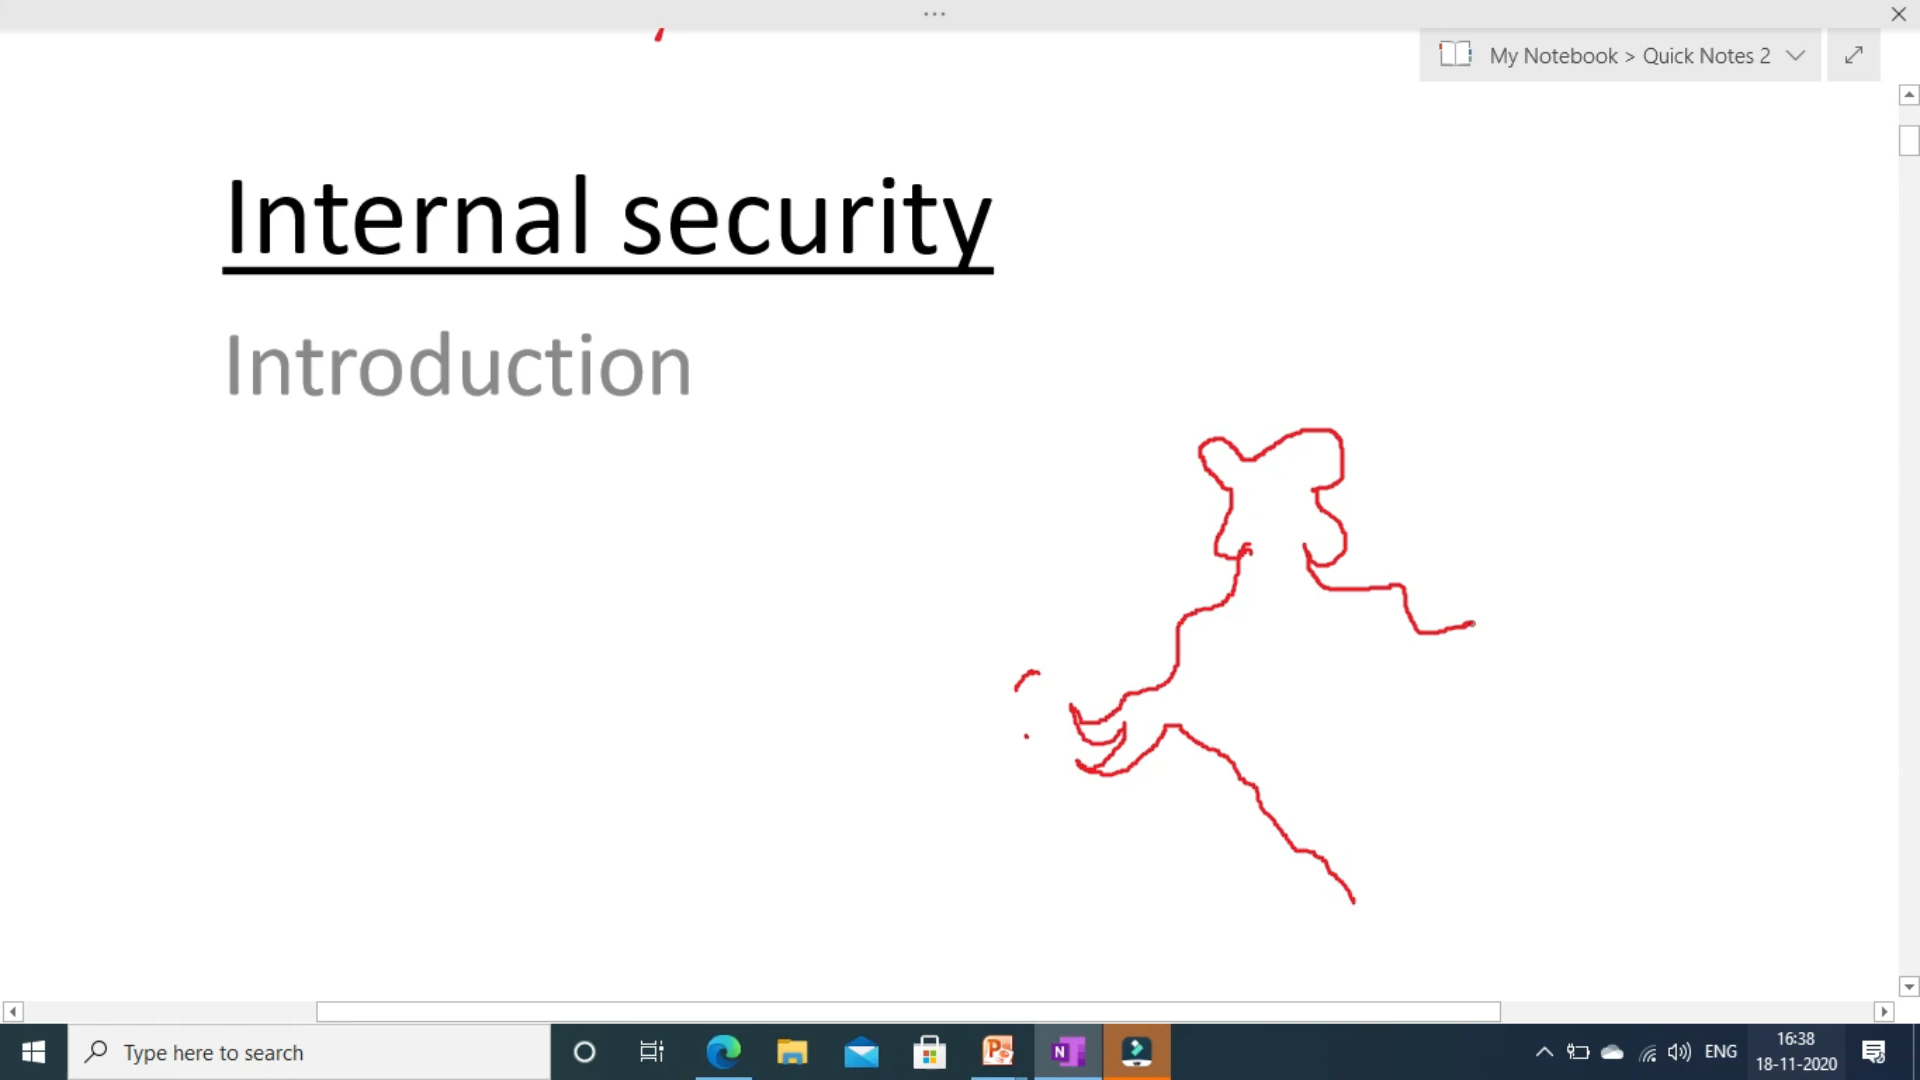 My Notebook > Quick Notes 2
Internal security
Introduction
Type here to search
ENG
16:38
18-11-2020